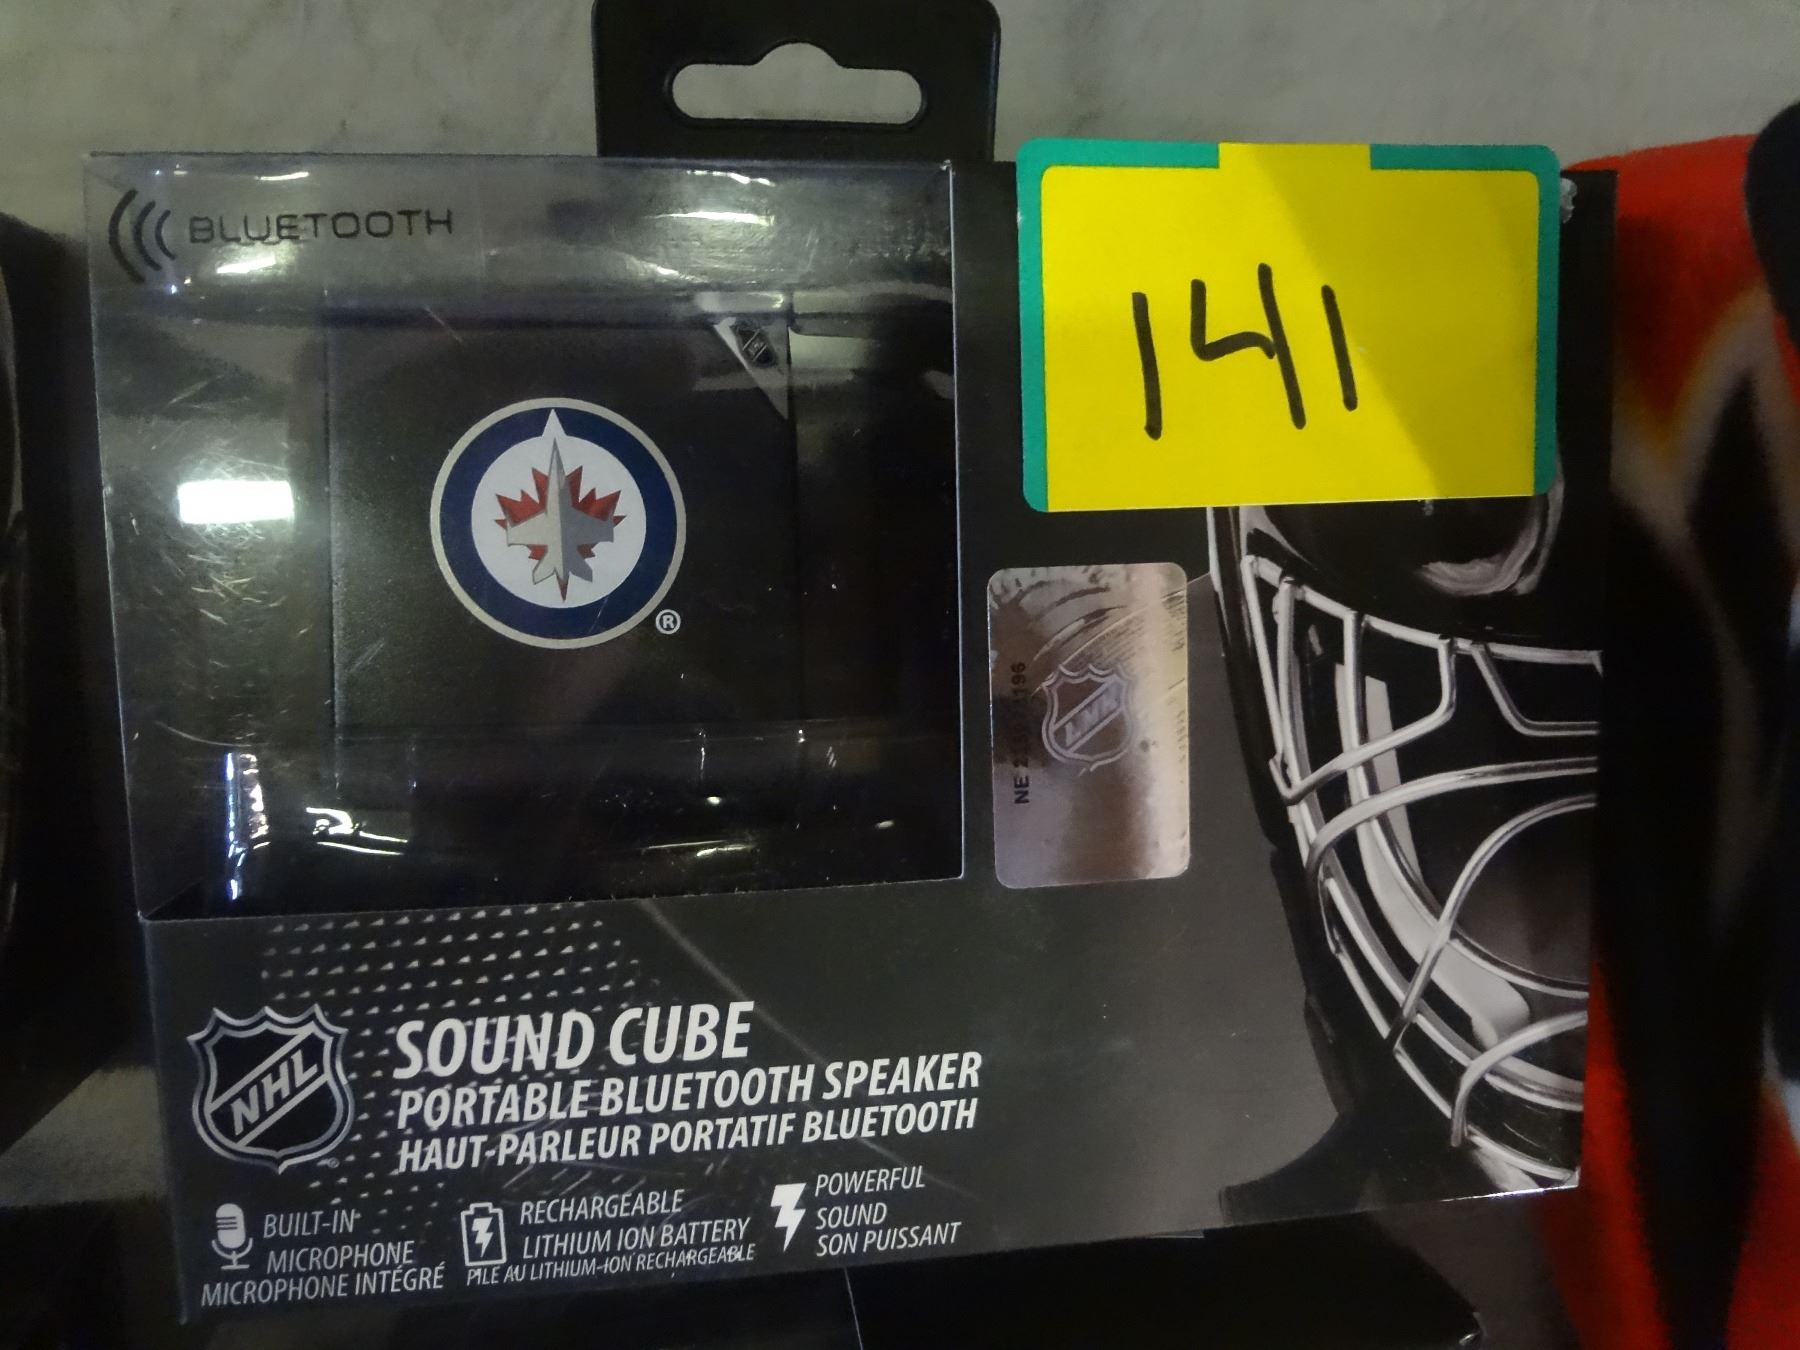 BLUETOOTH
141
®
NHL
SOUND CUBE
PORTABLE BLUETOOTH SPEAKER
HAUT-PARLEUR PORTATIF BLUETOOTH
BUILT-IN
MICROPHONE
MICROPHONE INTÉGRÉ
RECHARGEABLE
LITHIUM ION BATTERY
PILE AU LITHIUM-ION RECHARGEABLE
POWERFUL
SOUND
SON PUISSANT